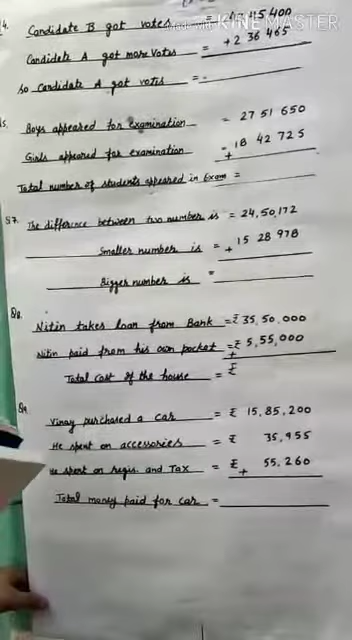 4. Candidate B got votes = 15,400
Candidate A got more votes = +2 36 465
So Candidate A got votes =
5. Boys appeared for examination = 27 51 650
Girls appeared for examination = + 18 42 725
Total number of students appeared in Exam =
Q7. The difference between two number is = 24,50,172
Smaller number is = + 15 28 978
Bigger number is =
Q8.
Nitin takes loan from Bank = ₹ 35,50,000
Nitin paid from his own pocket = ₹ + 5,55,000
Total cost of the house = ₹
Q9.
Vinay purchased a car = ₹ 15,85,200
He spent on accessories = ₹ 35,955
He spent on regis. and Tax = ₹ + 55,260
Total money paid for car =
KINEMASTER